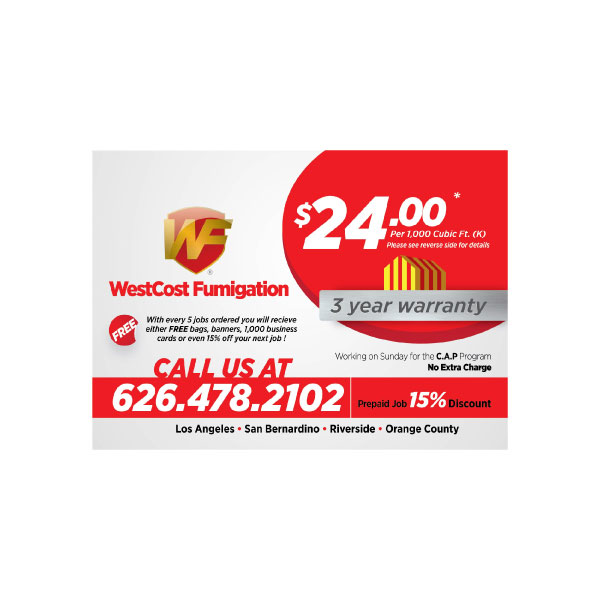 $24.00*
Per 1,000 Cubic Ft. (K)
Please see reverse side for details
WF
®
WestCost Fumigation
3 year warranty
FREE
With every 5 jobs ordered you will recieve
either FREE bags, banners, 1,000 business
cards or even 15% off your next job !
Working on Sunday for the C.A.P Program
No Extra Charge
CALL US AT
626.478.2102
Prepaid Job 15% Discount
Los Angeles • San Bernardino • Riverside • Orange County